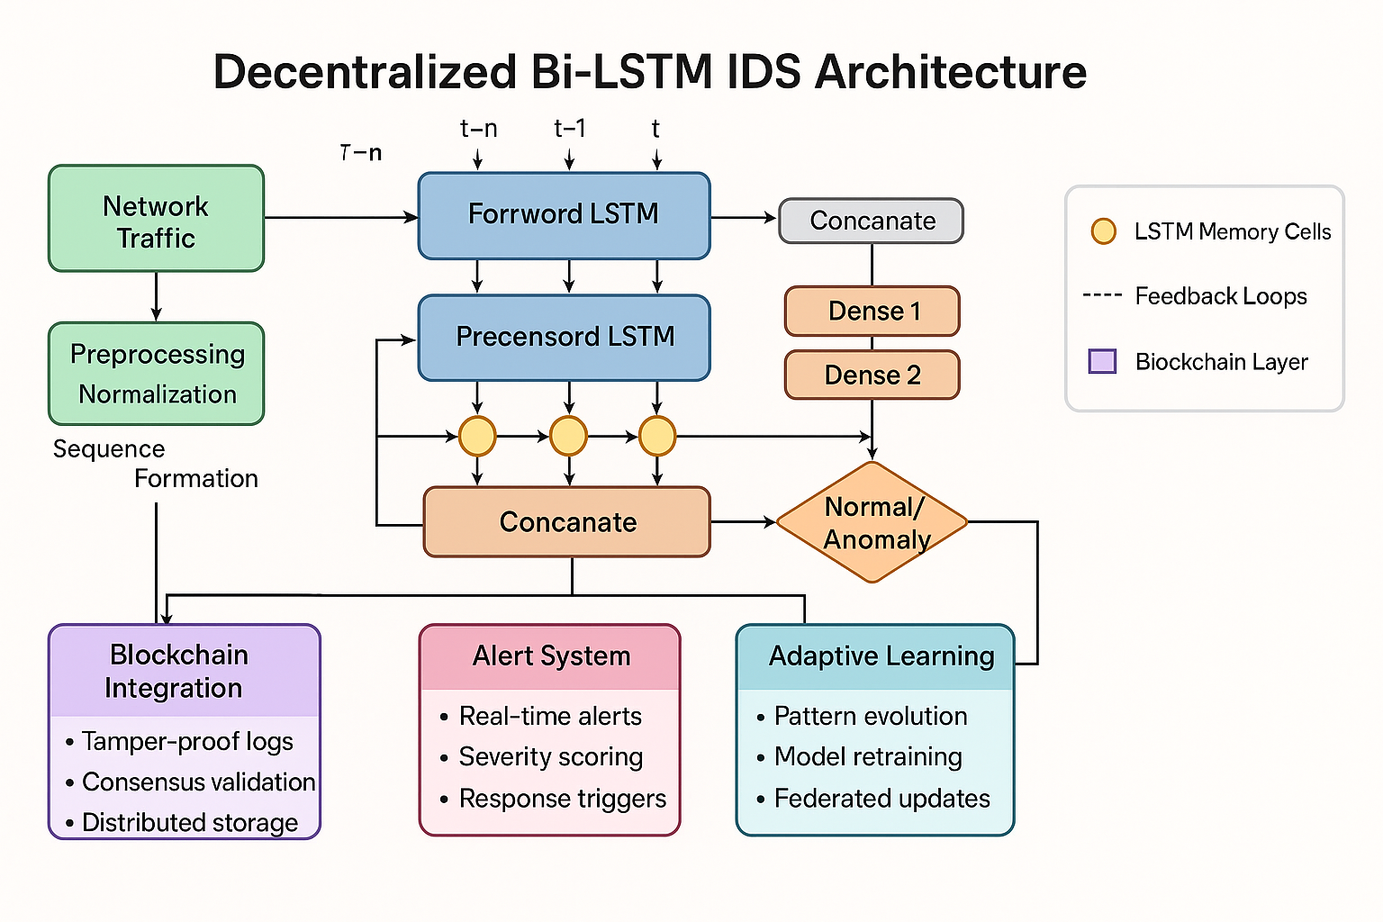 Decentralized Bi-LSTM IDS Architecture
t–n
t–1
t
T–n
Network
Traffic
Forrword LSTM
Concanate
LSTM Memory Cells
Feedback Loops
Biockchain Layer
Dense 1
Precensord LSTM
Preprocessing
Normalization
Dense 2
Sequence
Formation
Concanate
Normal/
Anomaly
Blockchain
Integration
• Tamper-proof logs
• Consensus validation
• Distributed storage
Alert System
• Real-time alerts
• Severity scoring
• Response triggers
Adaptive Learning
• Pattern evolution
• Model retraining
• Federated updates